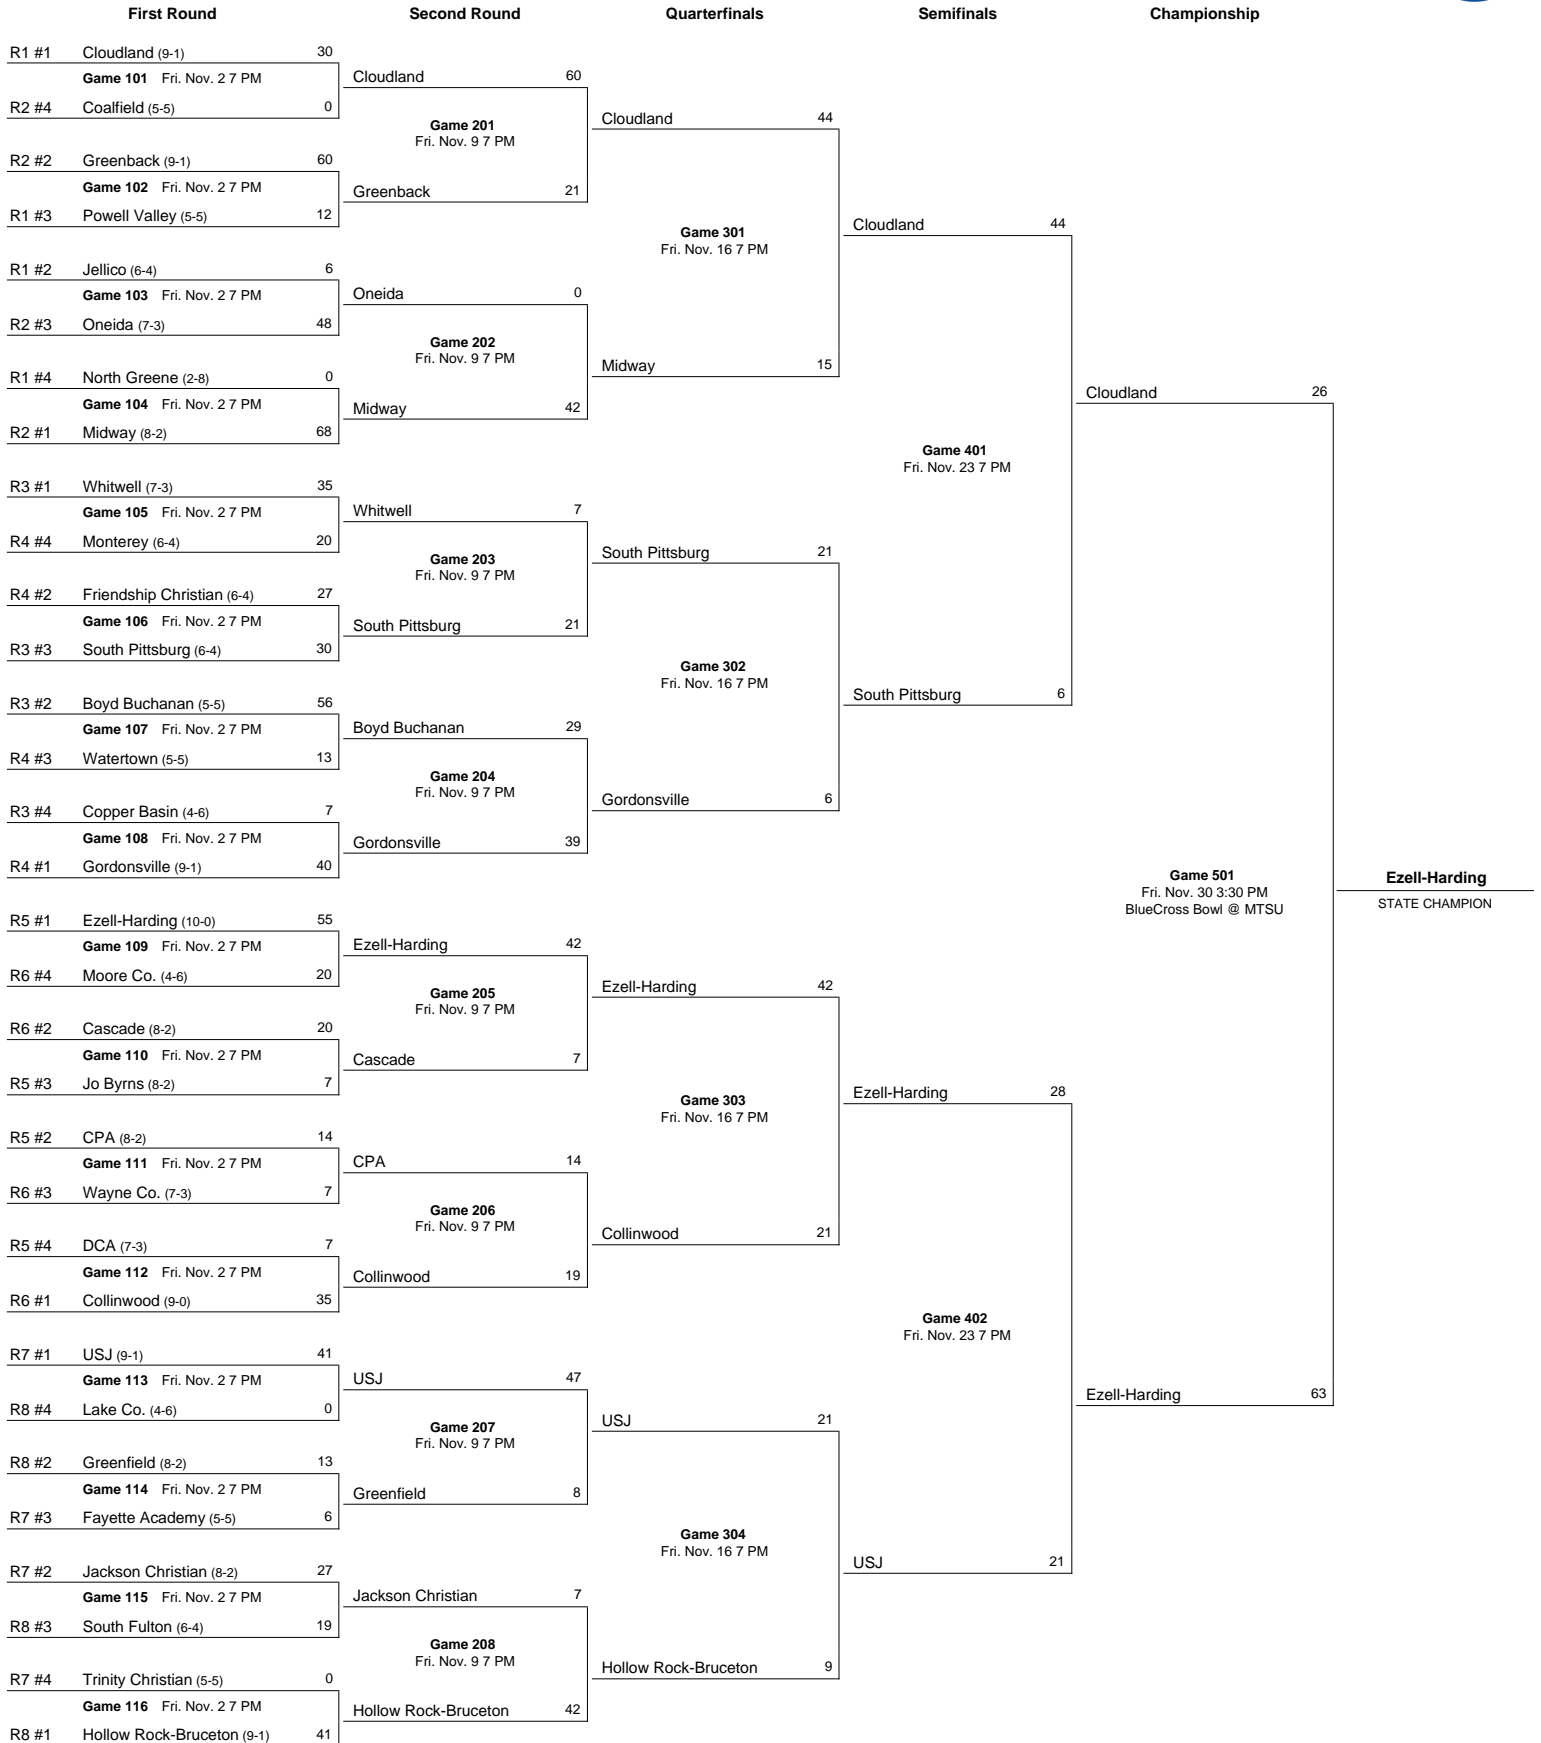 First Round Second Round Quarterfinals Semifinals Championship
R1 #1 Cloudland (9-1) 30
Game 101 Fri. Nov. 2 7 PM
R2 #4 Coalfield (5-5) 0
Cloudland 60
Game 201
Fri. Nov. 9 7 PM
Greenback 21
R2 #2 Greenback (9-1) 60
Game 102 Fri. Nov. 2 7 PM
R1 #3 Powell Valley (5-5) 12
Cloudland 44
Game 301
Fri. Nov. 16 7 PM
Midway 15
R1 #2 Jellico (6-4) 6
Game 103 Fri. Nov. 2 7 PM
R2 #3 Oneida (7-3) 48
Oneida 0
Game 202
Fri. Nov. 9 7 PM
Midway 42
R1 #4 North Greene (2-8) 0
Game 104 Fri. Nov. 2 7 PM
R2 #1 Midway (8-2) 68
Cloudland 44
Game 401
Fri. Nov. 23 7 PM
South Pittsburg 6
R3 #1 Whitwell (7-3) 35
Game 105 Fri. Nov. 2 7 PM
R4 #4 Monterey (6-4) 20
Whitwell 7
Game 203
Fri. Nov. 9 7 PM
South Pittsburg 21
R4 #2 Friendship Christian (6-4) 27
Game 106 Fri. Nov. 2 7 PM
R3 #3 South Pittsburg (6-4) 30
South Pittsburg 21
Game 302
Fri. Nov. 16 7 PM
Gordonsville 6
R3 #2 Boyd Buchanan (5-5) 56
Game 107 Fri. Nov. 2 7 PM
R4 #3 Watertown (5-5) 13
Boyd Buchanan 29
Game 204
Fri. Nov. 9 7 PM
Gordonsville 39
R3 #4 Copper Basin (4-6) 7
Game 108 Fri. Nov. 2 7 PM
R4 #1 Gordonsville (9-1) 40
Cloudland 26
Game 501
Fri. Nov. 30 3:30 PM
BlueCross Bowl @ MTSU
Ezell-Harding 63
Ezell-Harding
STATE CHAMPION
R5 #1 Ezell-Harding (10-0) 55
Game 109 Fri. Nov. 2 7 PM
R6 #4 Moore Co. (4-6) 20
Ezell-Harding 42
Game 205
Fri. Nov. 9 7 PM
Cascade 7
R6 #2 Cascade (8-2) 20
Game 110 Fri. Nov. 2 7 PM
R5 #3 Jo Byrns (8-2) 7
Ezell-Harding 42
Game 303
Fri. Nov. 16 7 PM
Collinwood 21
R5 #2 CPA (8-2) 14
Game 111 Fri. Nov. 2 7 PM
R6 #3 Wayne Co. (7-3) 7
CPA 14
Game 206
Fri. Nov. 9 7 PM
Collinwood 19
R5 #4 DCA (7-3) 7
Game 112 Fri. Nov. 2 7 PM
R6 #1 Collinwood (9-0) 35
Ezell-Harding 28
Game 402
Fri. Nov. 23 7 PM
USJ 21
R7 #1 USJ (9-1) 41
Game 113 Fri. Nov. 2 7 PM
R8 #4 Lake Co. (4-6) 0
USJ 47
Game 207
Fri. Nov. 9 7 PM
Greenfield 8
R8 #2 Greenfield (8-2) 13
Game 114 Fri. Nov. 2 7 PM
R7 #3 Fayette Academy (5-5) 6
USJ 21
Game 304
Fri. Nov. 16 7 PM
Hollow Rock-Bruceton 9
R7 #2 Jackson Christian (8-2) 27
Game 115 Fri. Nov. 2 7 PM
R8 #3 South Fulton (6-4) 19
Jackson Christian 7
Game 208
Fri. Nov. 9 7 PM
Hollow Rock-Bruceton 42
R7 #4 Trinity Christian (5-5) 0
Game 116 Fri. Nov. 2 7 PM
R8 #1 Hollow Rock-Bruceton (9-1) 41